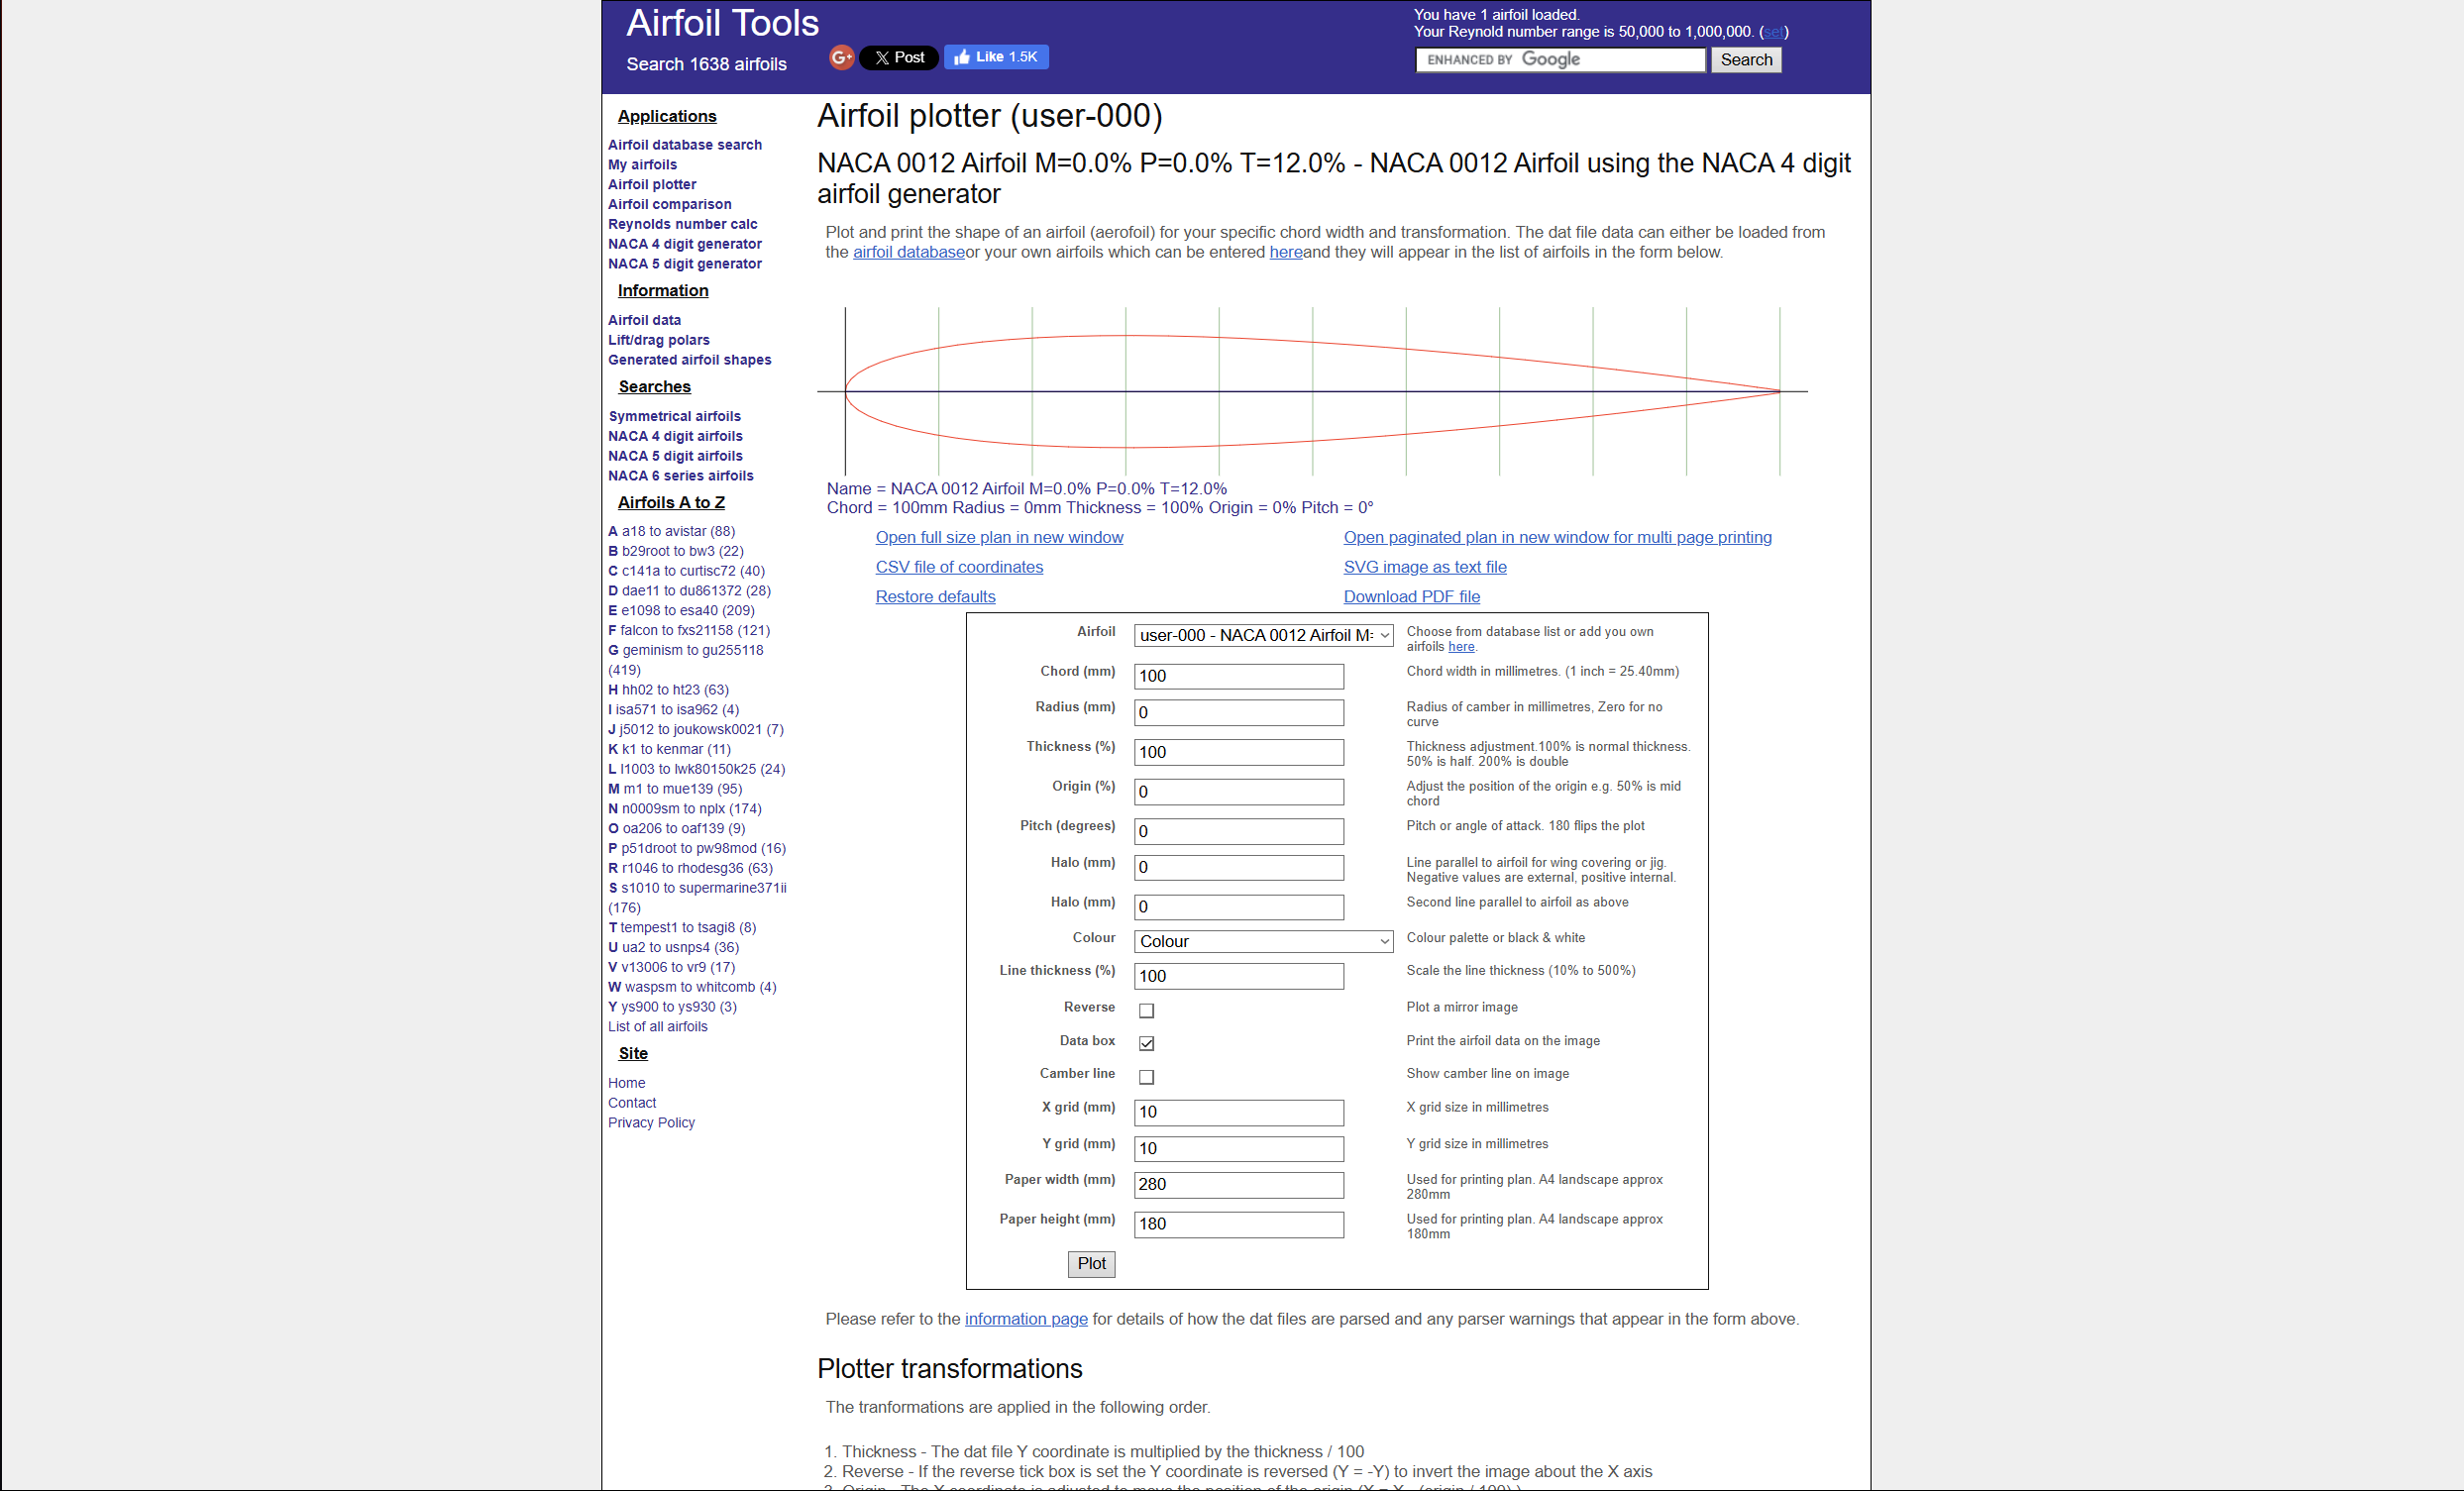 Airfoil Tools
Search 1638 airfoils
G+
Post
Like 1.5K
You have 1 airfoil loaded.
Your Reynold number range is 50,000 to 1,000,000. (set)
ENHANCED BY Google
Search
Applications
Airfoil database search
My airfoils
Airfoil plotter
Airfoil comparison
Reynolds number calc
NACA 4 digit generator
NACA 5 digit generator
Information
Airfoil data
Lift/drag polars
Generated airfoil shapes
Searches
Symmetrical airfoils
NACA 4 digit airfoils
NACA 5 digit airfoils
NACA 6 series airfoils
Airfoils A to Z
A a18 to avistar (88)
B b29root to bw3 (22)
C c141a to curtisc72 (40)
D dae11 to du861372 (28)
E e1098 to esa40 (209)
F falcon to fxs21158 (121)
G geminism to gu255118
(419)
H hh02 to ht23 (63)
I isa571 to isa962 (4)
J j5012 to joukowsk0021 (7)
K k1 to kenmar (11)
L l1003 to lwk80150k25 (24)
M m1 to mue139 (95)
N n0009sm to nplx (174)
O oa206 to oaf139 (9)
P p51droot to pw98mod (16)
R r1046 to rhodesg36 (63)
S s1010 to supermarine371ii
(176)
T tempest1 to tsagi8 (8)
U ua2 to usnps4 (36)
V v13006 to vr9 (17)
W waspsm to whitcomb (4)
Y ys900 to ys930 (3)
List of all airfoils
Site
Home
Contact
Privacy Policy
Airfoil plotter (user-000)
NACA 0012 Airfoil M=0.0% P=0.0% T=12.0% - NACA 0012 Airfoil using the NACA 4 digit
airfoil generator
Plot and print the shape of an airfoil (aerofoil) for your specific chord width and transformation. The dat file data can either be loaded from
the airfoil databaseor your own airfoils which can be entered hereand they will appear in the list of airfoils in the form below.
Name = NACA 0012 Airfoil M=0.0% P=0.0% T=12.0%
Chord = 100mm Radius = 0mm Thickness = 100% Origin = 0% Pitch = 0°
Open full size plan in new window
Open paginated plan in new window for multi page printing
CSV file of coordinates
SVG image as text file
Restore defaults
Download PDF file
Airfoil
user-000 - NACA 0012 Airfoil M=
Choose from database list or add you own
airfoils here.
Chord (mm)
100
Chord width in millimetres. (1 inch = 25.40mm)
Radius (mm)
0
Radius of camber in millimetres, Zero for no
curve
Thickness (%)
100
Thickness adjustment.100% is normal thickness.
50% is half. 200% is double
Origin (%)
0
Adjust the position of the origin e.g. 50% is mid
chord
Pitch (degrees)
0
Pitch or angle of attack. 180 flips the plot
Halo (mm)
0
Line parallel to airfoil for wing covering or jig.
Negative values are external, positive internal.
Halo (mm)
0
Second line parallel to airfoil as above
Colour
Colour
Colour palette or black & white
Line thickness (%)
100
Scale the line thickness (10% to 500%)
Reverse
Plot a mirror image
Data box
Print the airfoil data on the image
Camber line
Show camber line on image
X grid (mm)
10
X grid size in millimetres
Y grid (mm)
10
Y grid size in millimetres
Paper width (mm)
280
Used for printing plan. A4 landscape approx
280mm
Paper height (mm)
180
Used for printing plan. A4 landscape approx
180mm
Plot
Please refer to the information page for details of how the dat files are parsed and any parser warnings that appear in the form above.
Plotter transformations
The tranformations are applied in the following order.
1. Thickness - The dat file Y coordinate is multiplied by the thickness / 100
2. Reverse - If the reverse tick box is set the Y coordinate is reversed (Y = -Y) to invert the image about the X axis
3. Origin - The X coordinate is adjusted to move the position of the origin (X = X - (origin / 100) )